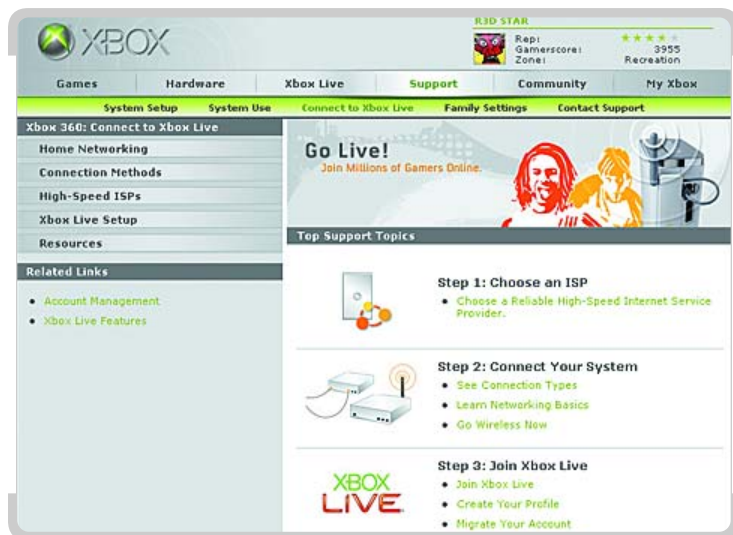 XBOX
R3D STAR
Rep:
Gamerscore: 3955
Zone: Recreation
Games Hardware Xbox Live Support Community My Xbox
System Setup System Use Connect to Xbox Live Family Settings Contact Support
Xbox 360: Connect to Xbox Live
Home Networking
Connection Methods
High-Speed ISPs
Xbox Live Setup
Resources
Related Links
Account Management
Xbox Live Features
Go Live!
Join Millions of Gamers Online.
Top Support Topics
Step 1: Choose an ISP
Choose a Reliable High-Speed Internet Service
Provider.
Step 2: Connect Your System
See Connection Types
Learn Networking Basics
Go Wireless Now
XBOX
LIVE
Step 3: Join Xbox Live
Join Xbox Live
Create Your Profile
Migrate Your Account